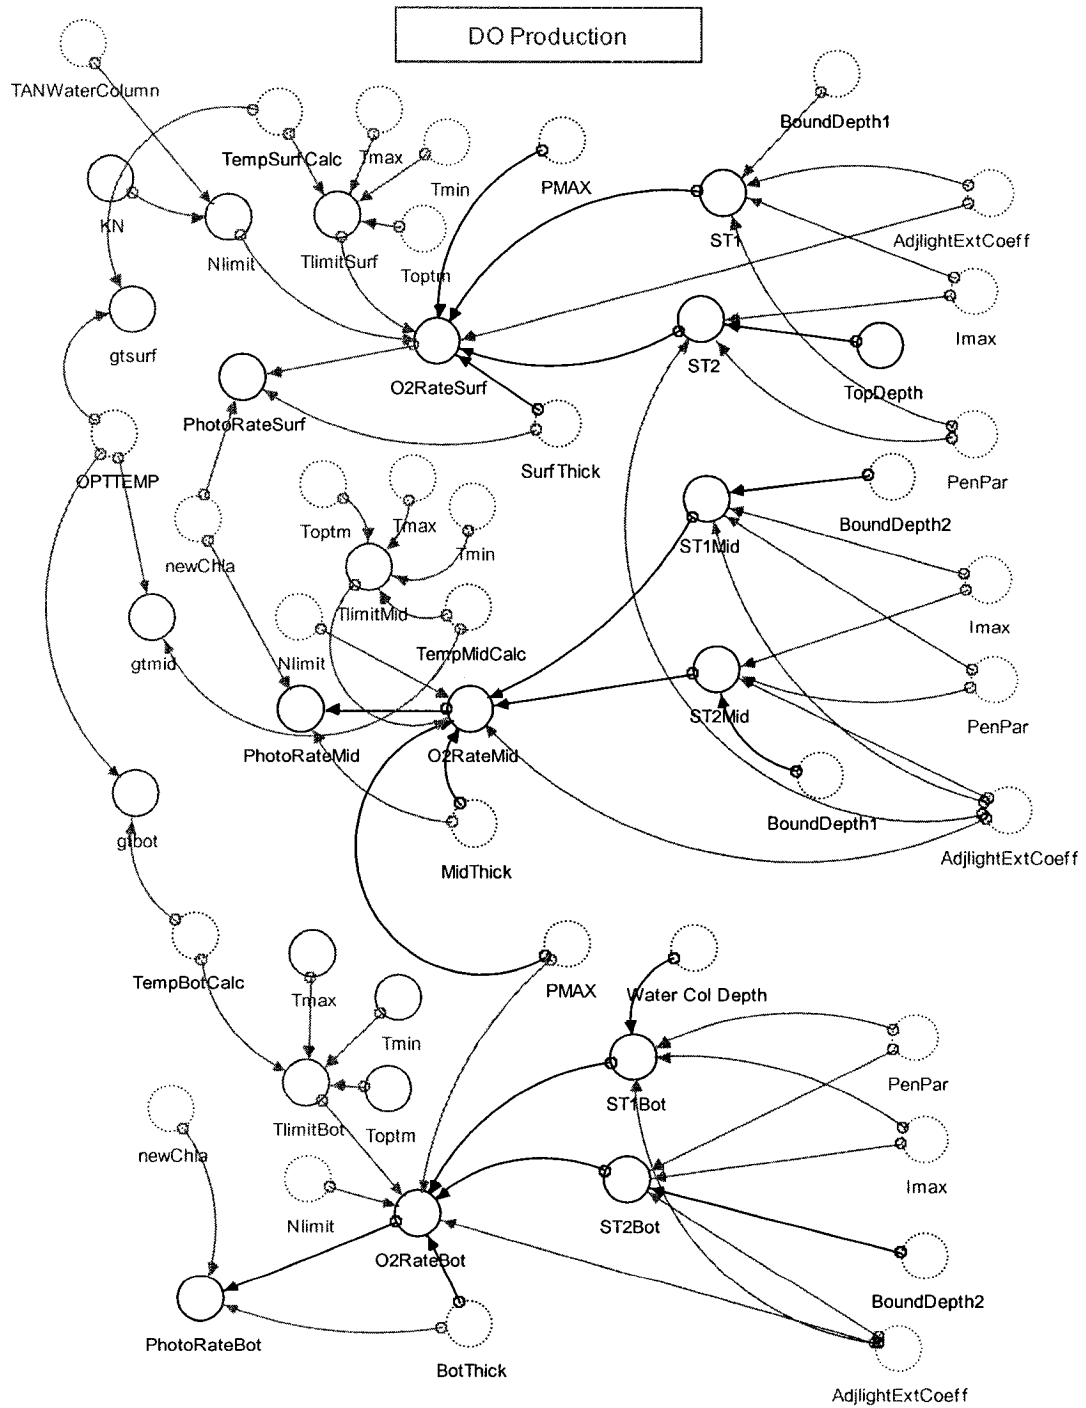 DO Production
TANWaterColumn
TempSurfCalc
Tmax
Tmin
PMAX
BoundDepth1
KN
Nlimit
TlimitSurf
Toptm
ST1
AdjlightExtCoeff
gtsurf
O2RateSurf
ST2
Imax
TopDepth
PhotoRateSurf
SurfThick
PenPar
OPTTEMP
newChla
Toptm
Tmax
Tmin
ST1Mid
BoundDepth2
TlimitMid
Imax
gtmid
Nlimit
TempMidCalc
ST2Mid
PenPar
PhotoRateMid
O2RateMid
gtbot
MidThick
BoundDepth1
AdjlightExtCoeff
TempBotCalc
Tmax
Tmin
PMAX
Water Col Depth
PenPar
TlimitBot
Toptm
ST1Bot
newChla
Nlimit
ST2Bot
Imax
O2RateBot
BoundDepth2
PhotoRateBot
BotThick
AdjlightExtCoeff